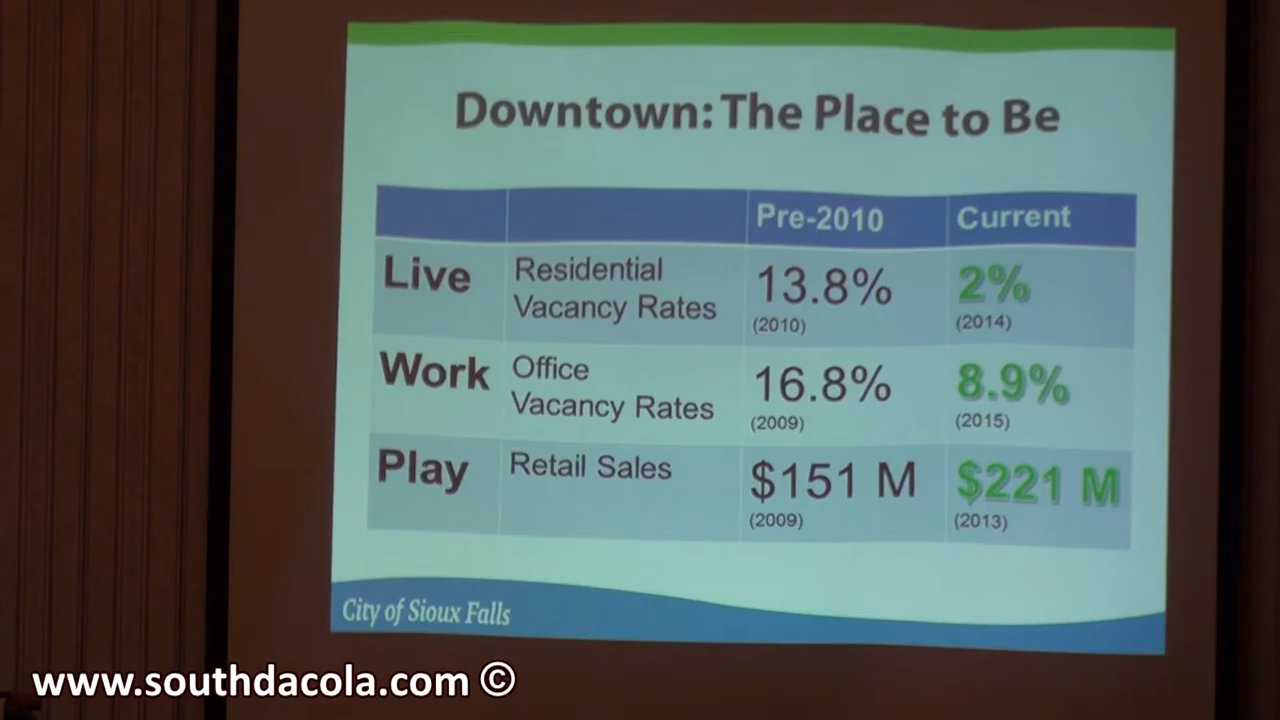 Downtown: The Place to Be
Pre-2010 Current
Live Residential Vacancy Rates 13.8% (2010) 2% (2014)
Work Office Vacancy Rates 16.8% (2009) 8.9% (2015)
Play Retail Sales $151 M (2009) $221 M (2013)
City of Sioux Falls
www.southdacola.com ©